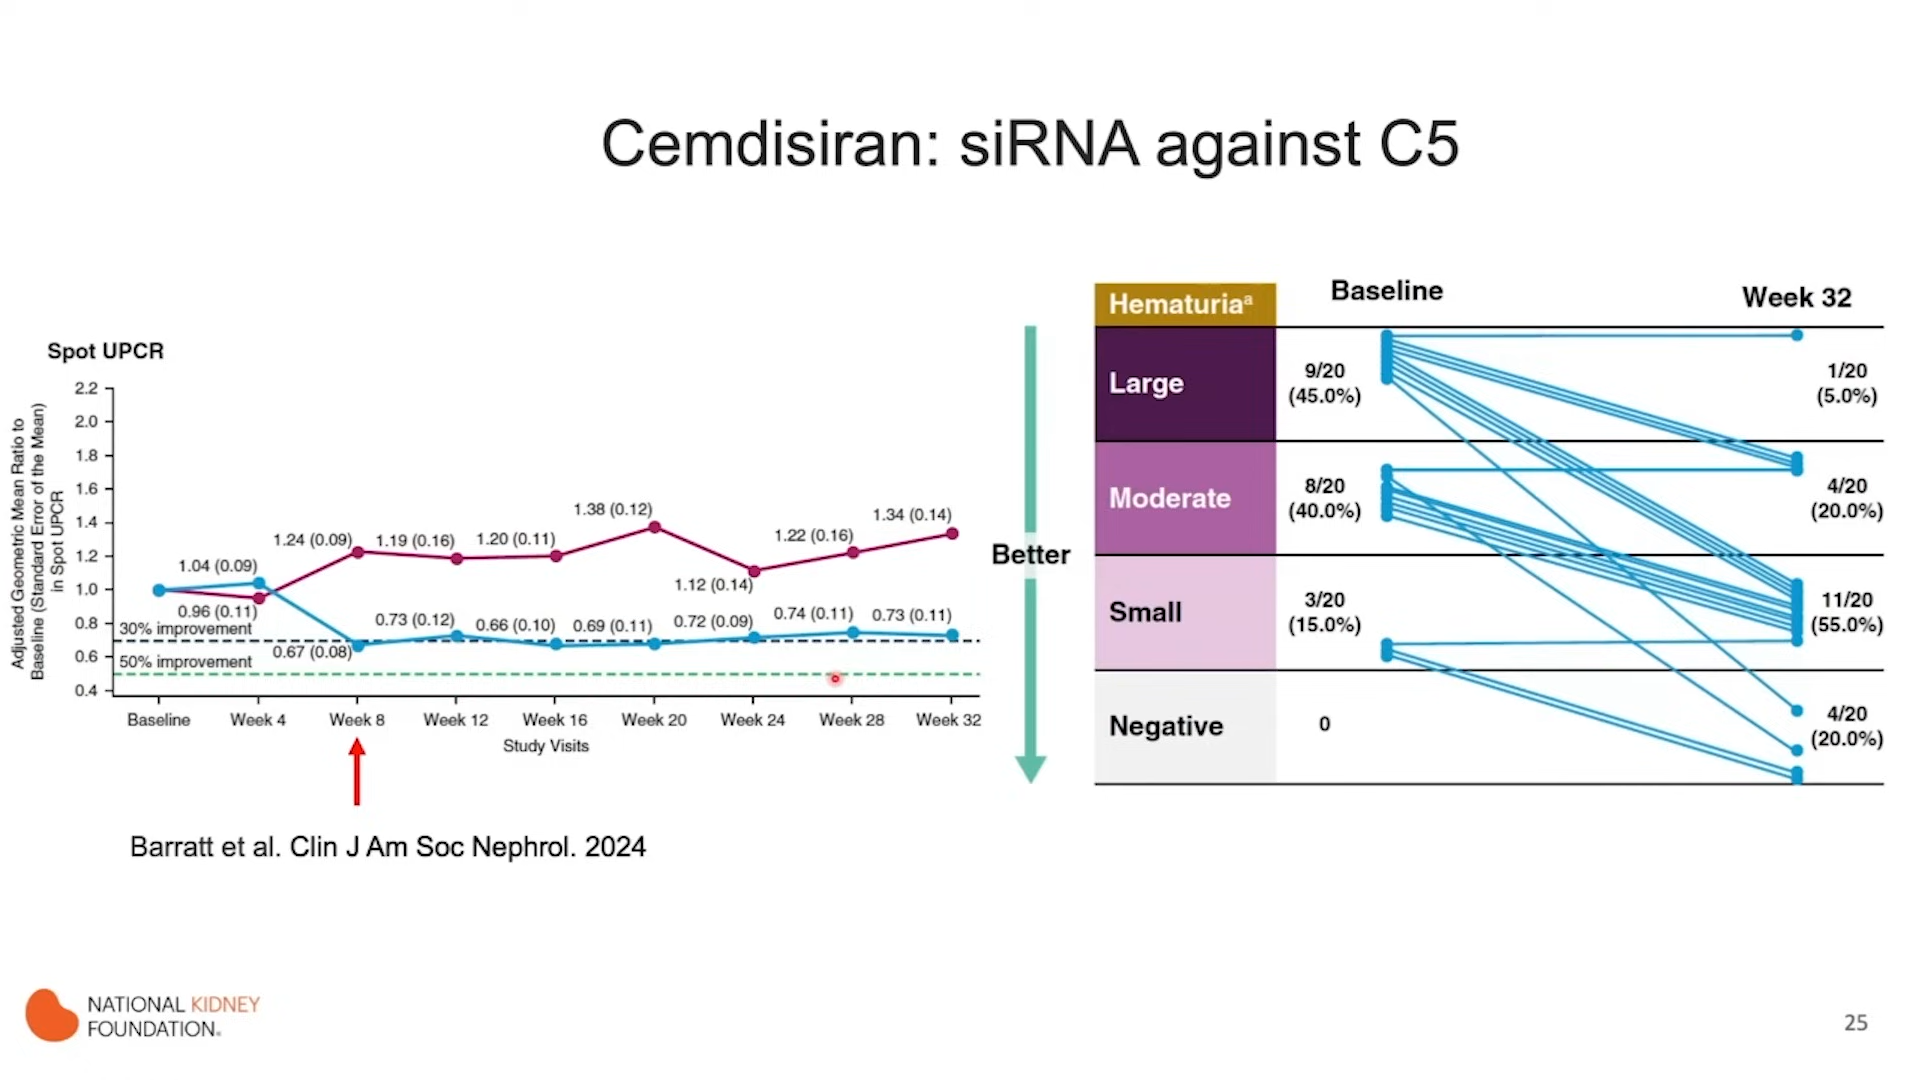 Cemdisiran: siRNA against C5
Spot UPCR
Adjusted Geometric Mean Ratio to
Baseline (Standard Error of the Mean)
in Spot UPCR
2.2
2.0
1.8
1.6
1.4
1.2
1.0
0.8
0.6
0.4
1.04 (0.09)
0.96 (0.11)
1.24 (0.09)
1.19 (0.16)
1.20 (0.11)
1.38 (0.12)
1.12 (0.14)
1.22 (0.16)
1.34 (0.14)
30% improvement
50% improvement
0.67 (0.08)
0.73 (0.12)
0.66 (0.10)
0.69 (0.11)
0.72 (0.09)
0.74 (0.11)
0.73 (0.11)
Baseline Week 4 Week 8 Week 12 Week 16 Week 20 Week 24 Week 28 Week 32
Study Visits
Barratt et al. Clin J Am Soc Nephrol. 2024
Better
Hematuriaᵃ Baseline Week 32
Large 9/20 1/20
(45.0%) (5.0%)
Moderate 8/20 4/20
(40.0%) (20.0%)
Small 3/20 11/20
(15.0%) (55.0%)
Negative 0 4/20
(20.0%)
NATIONAL KIDNEY
FOUNDATION®
25